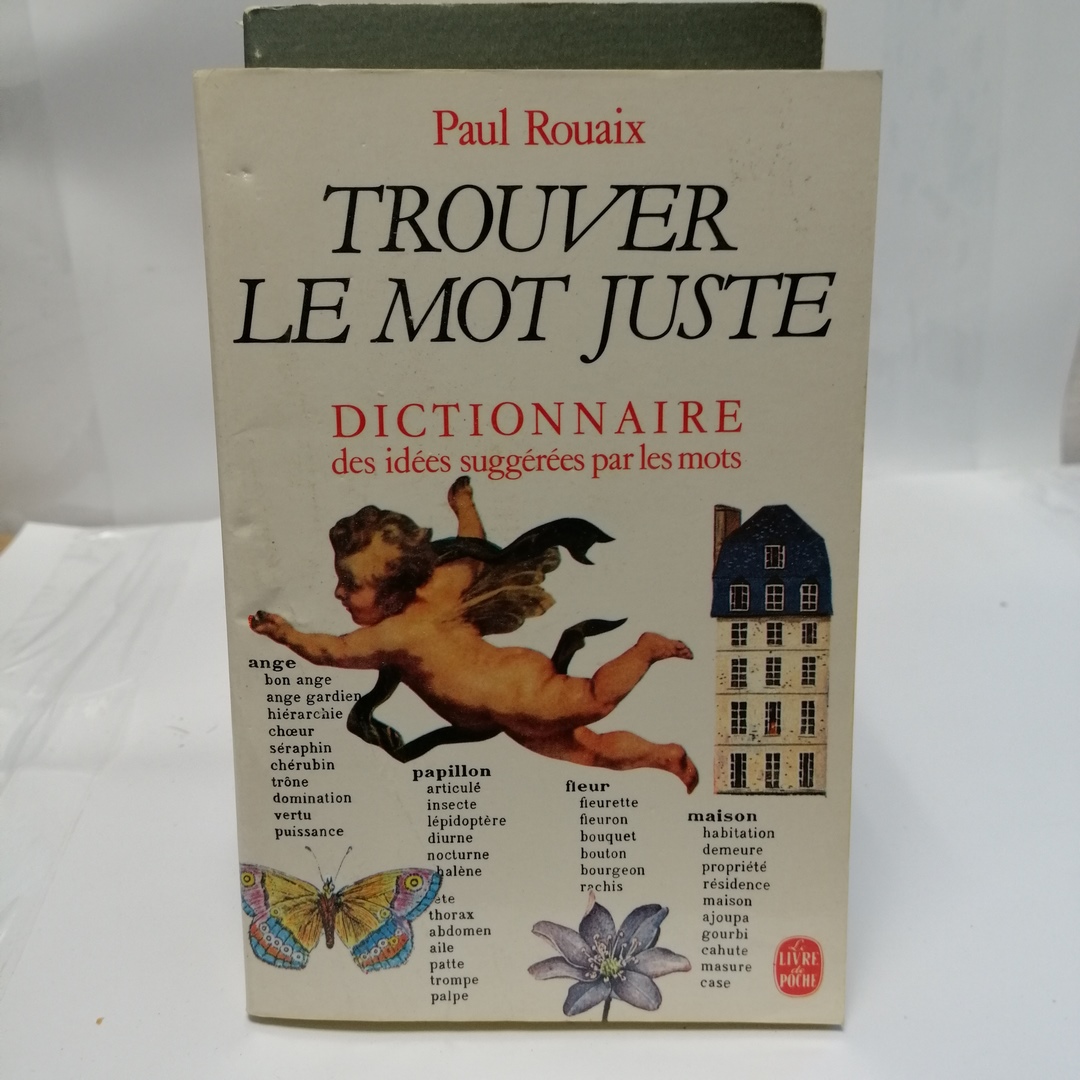 Paul Rouaix
TROUVER
LE MOT JUSTE
DICTIONNAIRE
des idées suggérées par les mots
ange
bon ange
ange gardien
hiérarchie
chœur
séraphin
chérubin
trône
domination
vertu
puissance
papillon
articulé
insecte
lépidoptère
diurne
nocturne
halène
ête
thorax
abdomen
aile
patte
trompe
palpe
fleur
fleurette
fleuron
bouquet
bouton
bourgeon
rachis
maison
habitation
demeure
propriété
résidence
maison
ajoupa
gourbi
cahute
masure
case
Le
LIVRE
de
POCHE